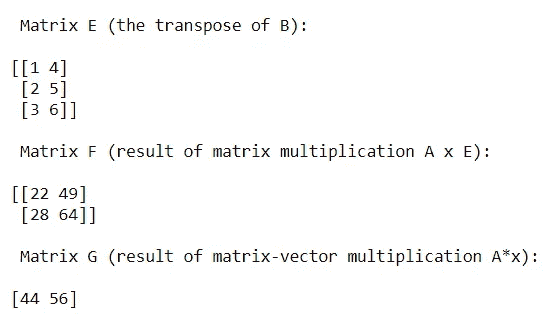 Matrix E (the transpose of B):
[[1 4]
[2 5]
[3 6]]
Matrix F (result of matrix multiplication A x E):
[[22 49]
[28 64]]
Matrix G (result of matrix-vector multiplication A*x):
[44 56]